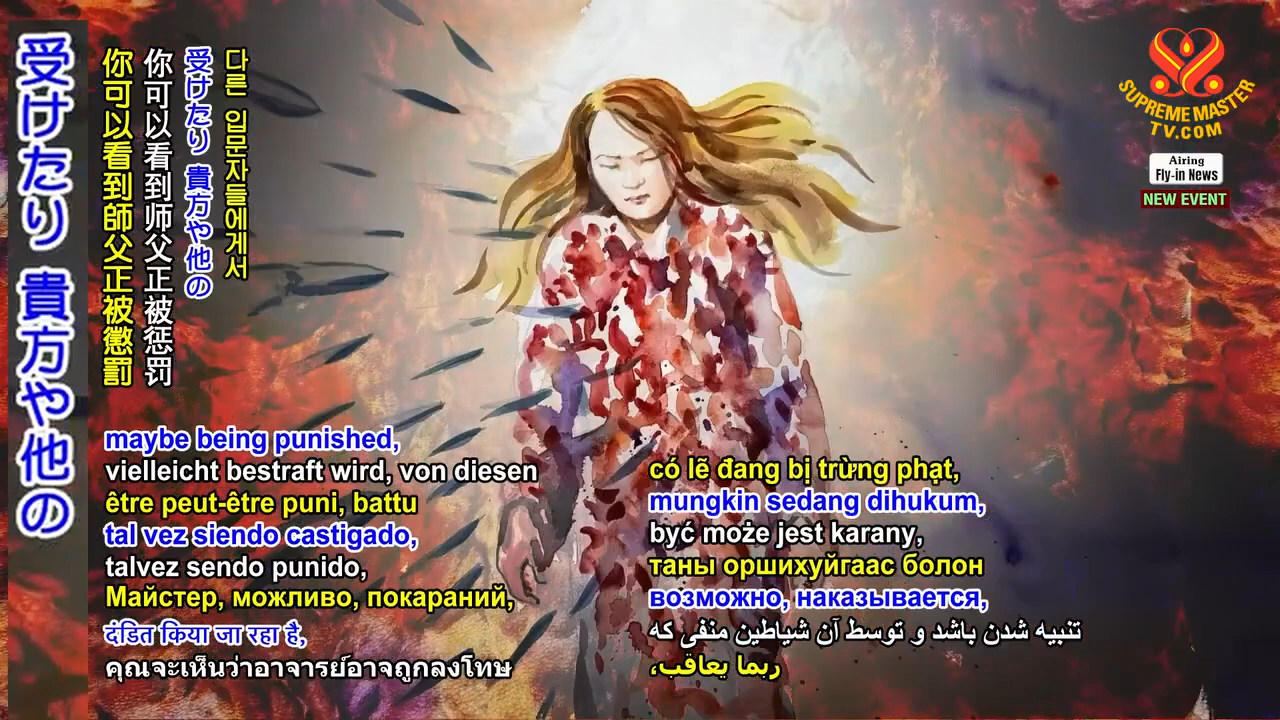 受けたり 貴方や他の
你可以看到師父正被懲罰
你可以看到师父正被惩罚
受けたり 貴方や他の
다른 입문자들에게서
maybe being punished,
vielleicht bestraft wird, von diesen
être peut-être puni, battu
tal vez siendo castigado,
talvez sendo punido,
Майстер, можливо, покараний,
दंडित किया जा रहा है,
คุณจะเห็นว่าอาจารย์อาจถูกลงโทษ
có lẽ đang bị trừng phạt,
mungkin sedang dihukum,
być może jest karany,
таны оршихуйгаас болон
возможно, наказывается,
تنبیه شدن باشد و توسط آن شیاطین منفی که
ربما يعاقب،
SUPREME MASTER
TV.COM
Airing
Fly-in News
NEW EVENT